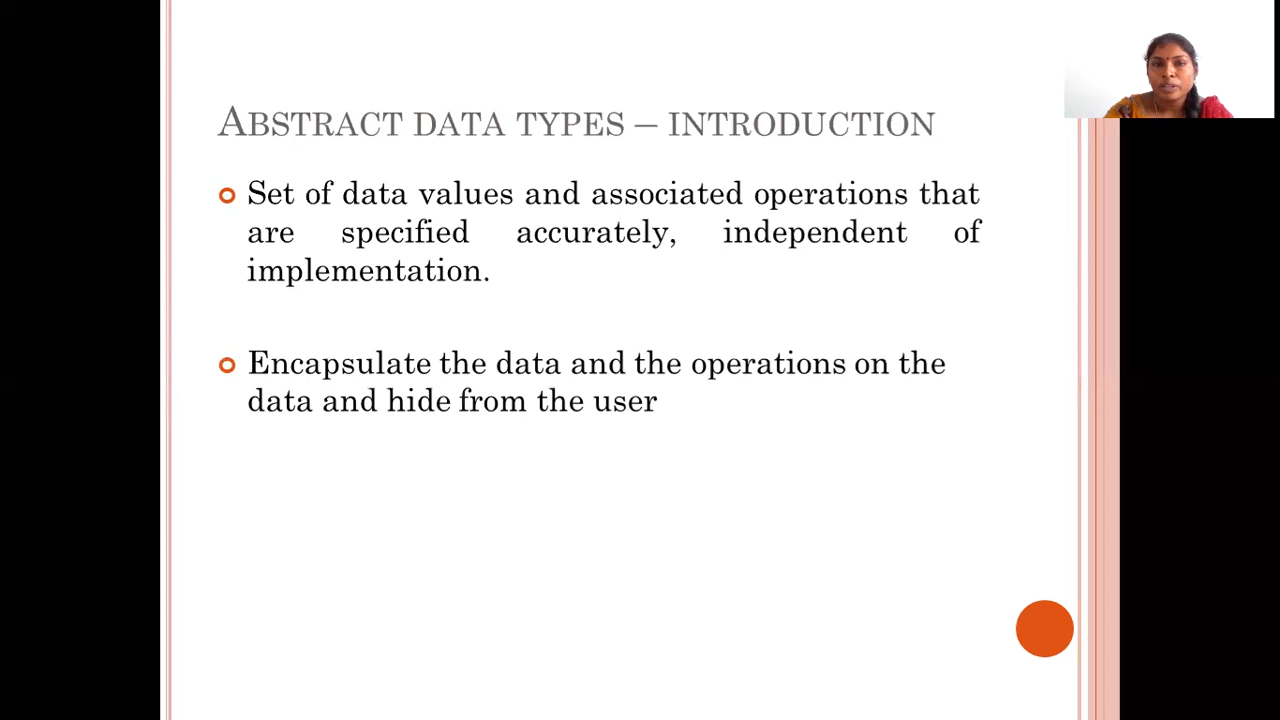 ABSTRACT DATA TYPES – INTRODUCTION
Set of data values and associated operations that
are specified accurately, independent of
implementation.
Encapsulate the data and the operations on the
data and hide from the user